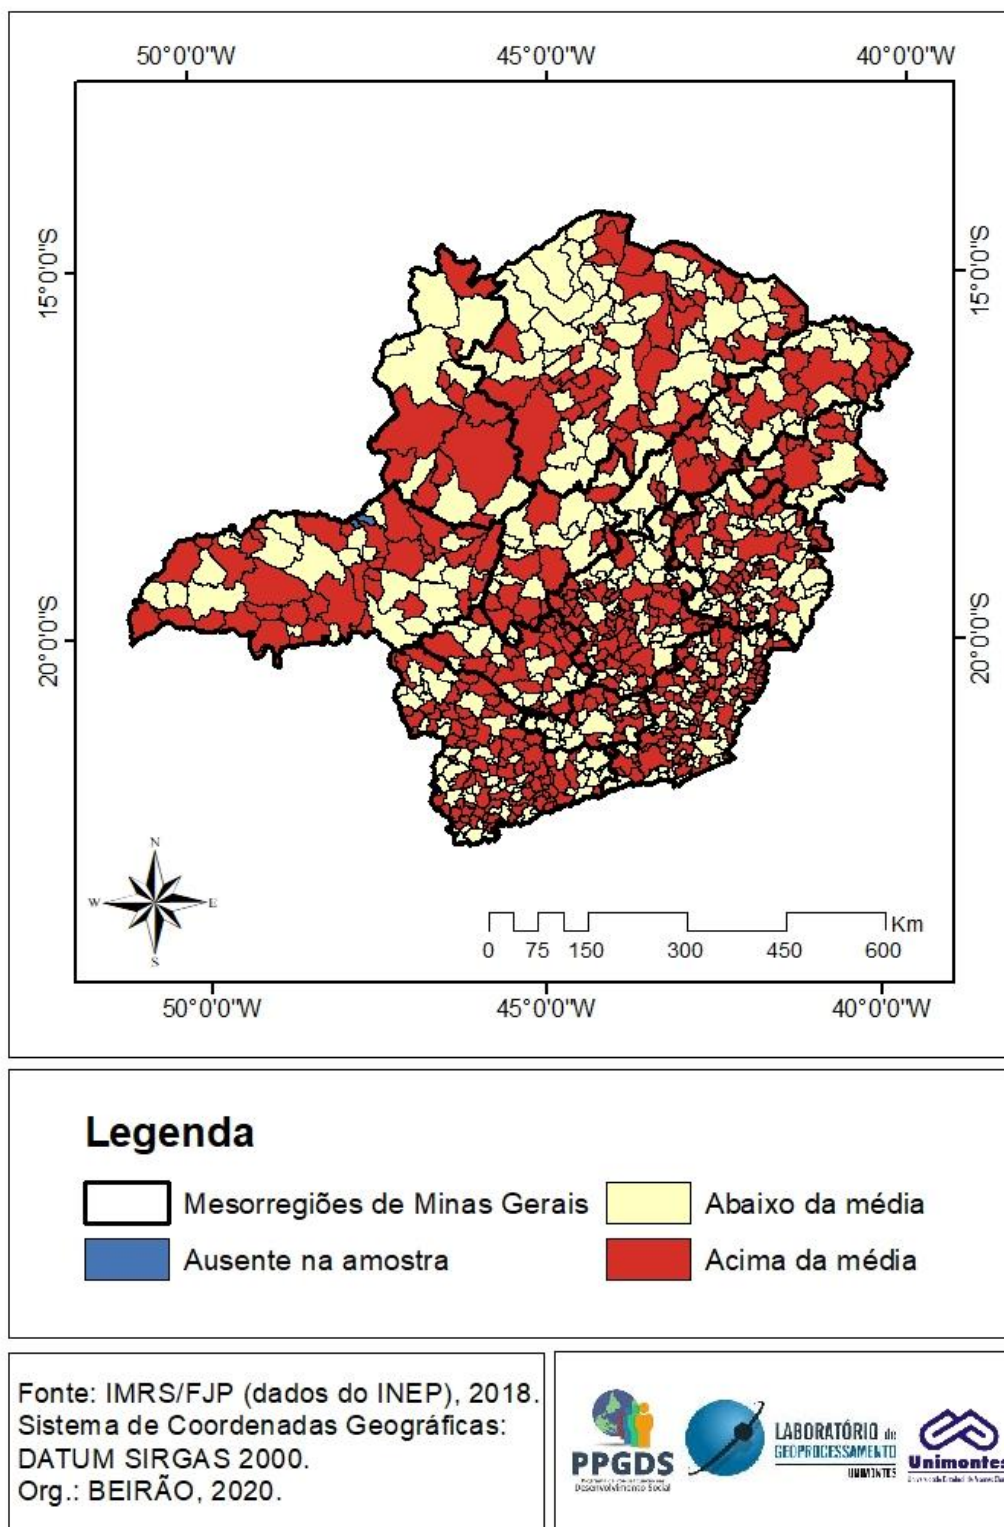 50°0'0"W 45°0'0"W 40°0'0"W
15°0'0"S 15°0'0"S
20°0'0"S 20°0'0"S
N
W E
S
Km
0 75 150 300 450 600
50°0'0"W 45°0'0"W 40°0'0"W
Legenda
Mesorregiões de Minas Gerais
Abaixo da média
Ausente na amostra
Acima da média
Fonte: IMRS/FJP (dados do INEP), 2018.
Sistema de Coordenadas Geográficas:
DATUM SIRGAS 2000.
Org.: BEIRÃO, 2020.
PPGDS
Desenvolvimento Social
LABORATÓRIO de
GEOPROCESSAMENTO
UNIMONTES
Unimontes